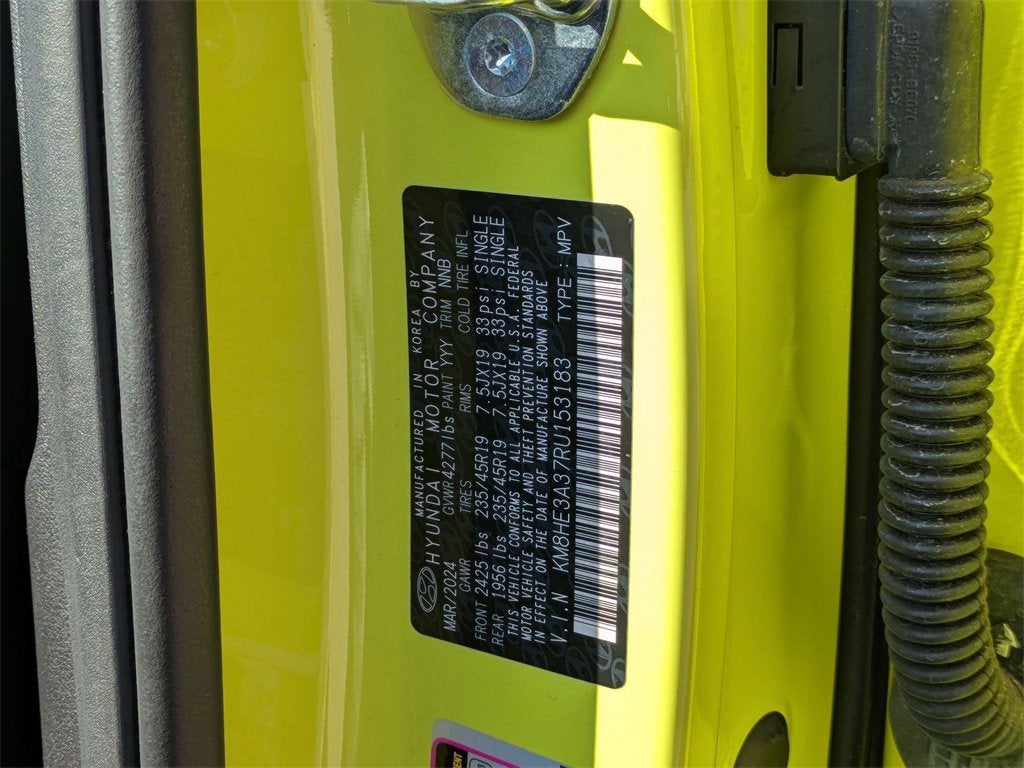 MANUFACTURED IN KOREA BY
HYUNDAI MOTOR COMPANY
MAR/2024 GVWR 4277 lbs PAINT YYY TRIM NNB
GAWR TIRES RIMS COLD TIRE INFL
FRONT 2425 lbs 235/45R19 7.5JX19 33psi SINGLE
REAR 1956 lbs 235/45R19 7.5JX19 33psi SINGLE
THIS VEHICLE CONFORMS TO ALL APPLICABLE U.S.A. FEDERAL
MOTOR VEHICLE SAFETY AND THEFT PREVENTION STANDARDS
IN EFFECT ON THE DATE OF MANUFACTURE SHOWN ABOVE
V.I.N KM8HE3A37RU153183 TYPE : MPV